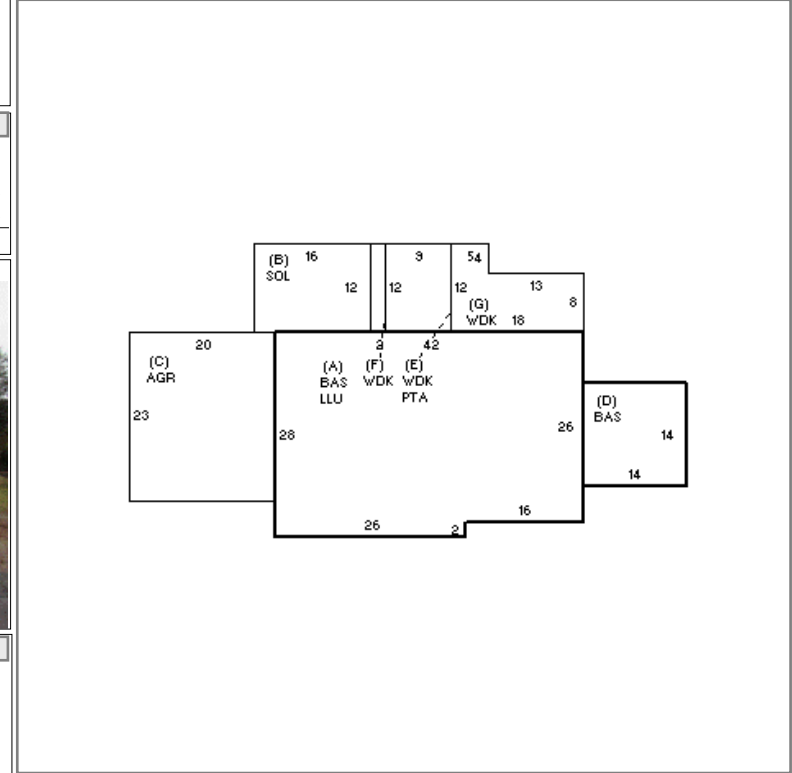 (B) 16 9 54
SOL
12 12 12 13
8
(G)
WDK 18
20 3 42
(C)
AGR
(A) (F) (E)
BAS WDK WDK
LLU PTA
(D)
BAS
23 28 26 14
14
16
26 2